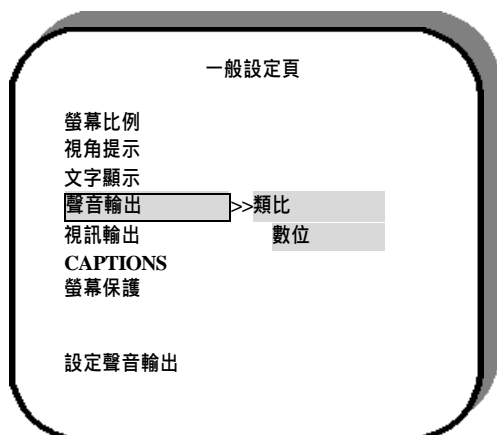 一般設定頁
螢幕比例
視角提示
文字顯示
聲音輸出 >>類比
視訊輸出 數位
CAPTIONS
螢幕保護
設定聲音輸出